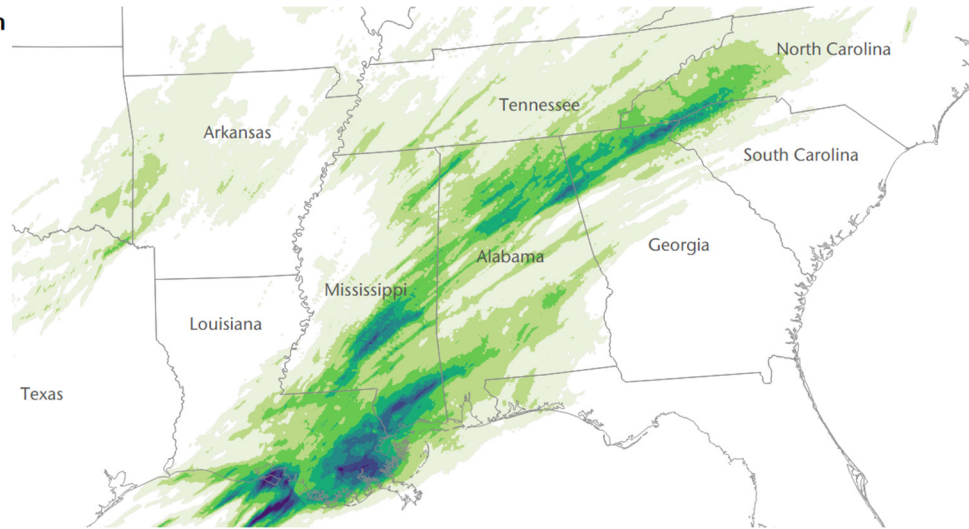 North Carolina
Tennessee
Arkansas
South Carolina
Georgia
Alabama
Mississippi
Louisiana
Texas